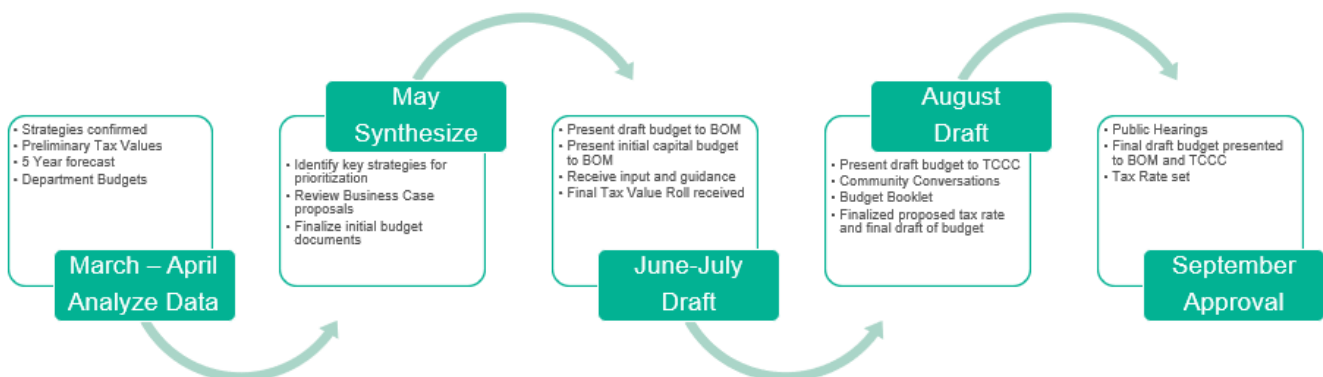 • Strategies confirmed
• Preliminary Tax Values
• 5 Year forecast
• Department Budgets
March – April
Analyze Data
May
Synthesize
• Identify key strategies for
prioritization
• Review Business Case
proposals
• Finalize initial budget
documents
• Present draft budget to BOM
• Present initial capital budget
to BOM
• Receive input and guidance
• Final Tax Value Roll received
June-July
Draft
August
Draft
• Present draft budget to TCCC
• Community Conversations
• Budget Booklet
• Finalized proposed tax rate
and final draft of budget
• Public Hearings
• Final draft budget presented
to BOM and TCCC
• Tax Rate set
September
Approval